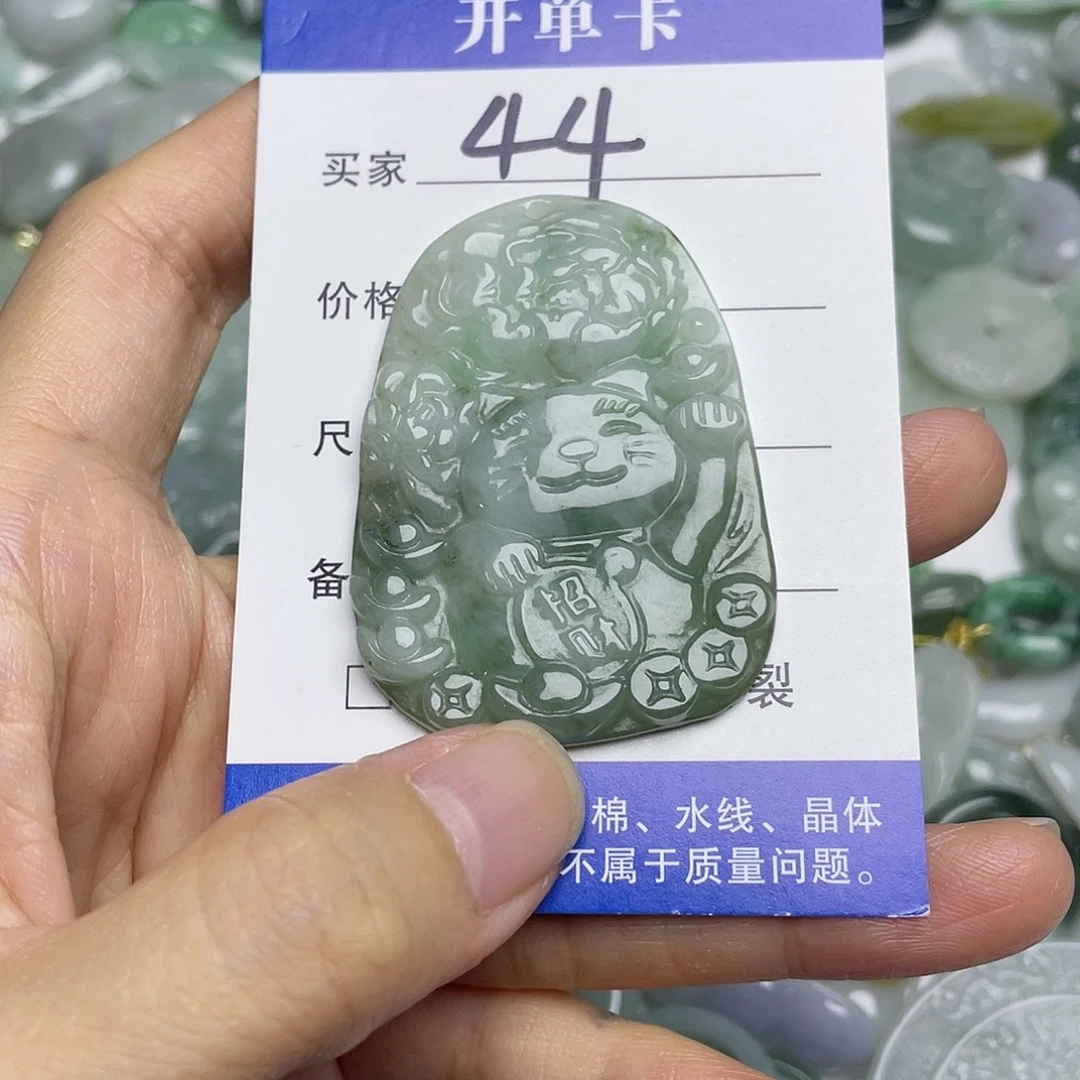 开单卡
买家 44
价格
尺
备
招财
□ 裂
棉、水线、晶体
不属于质量问题。